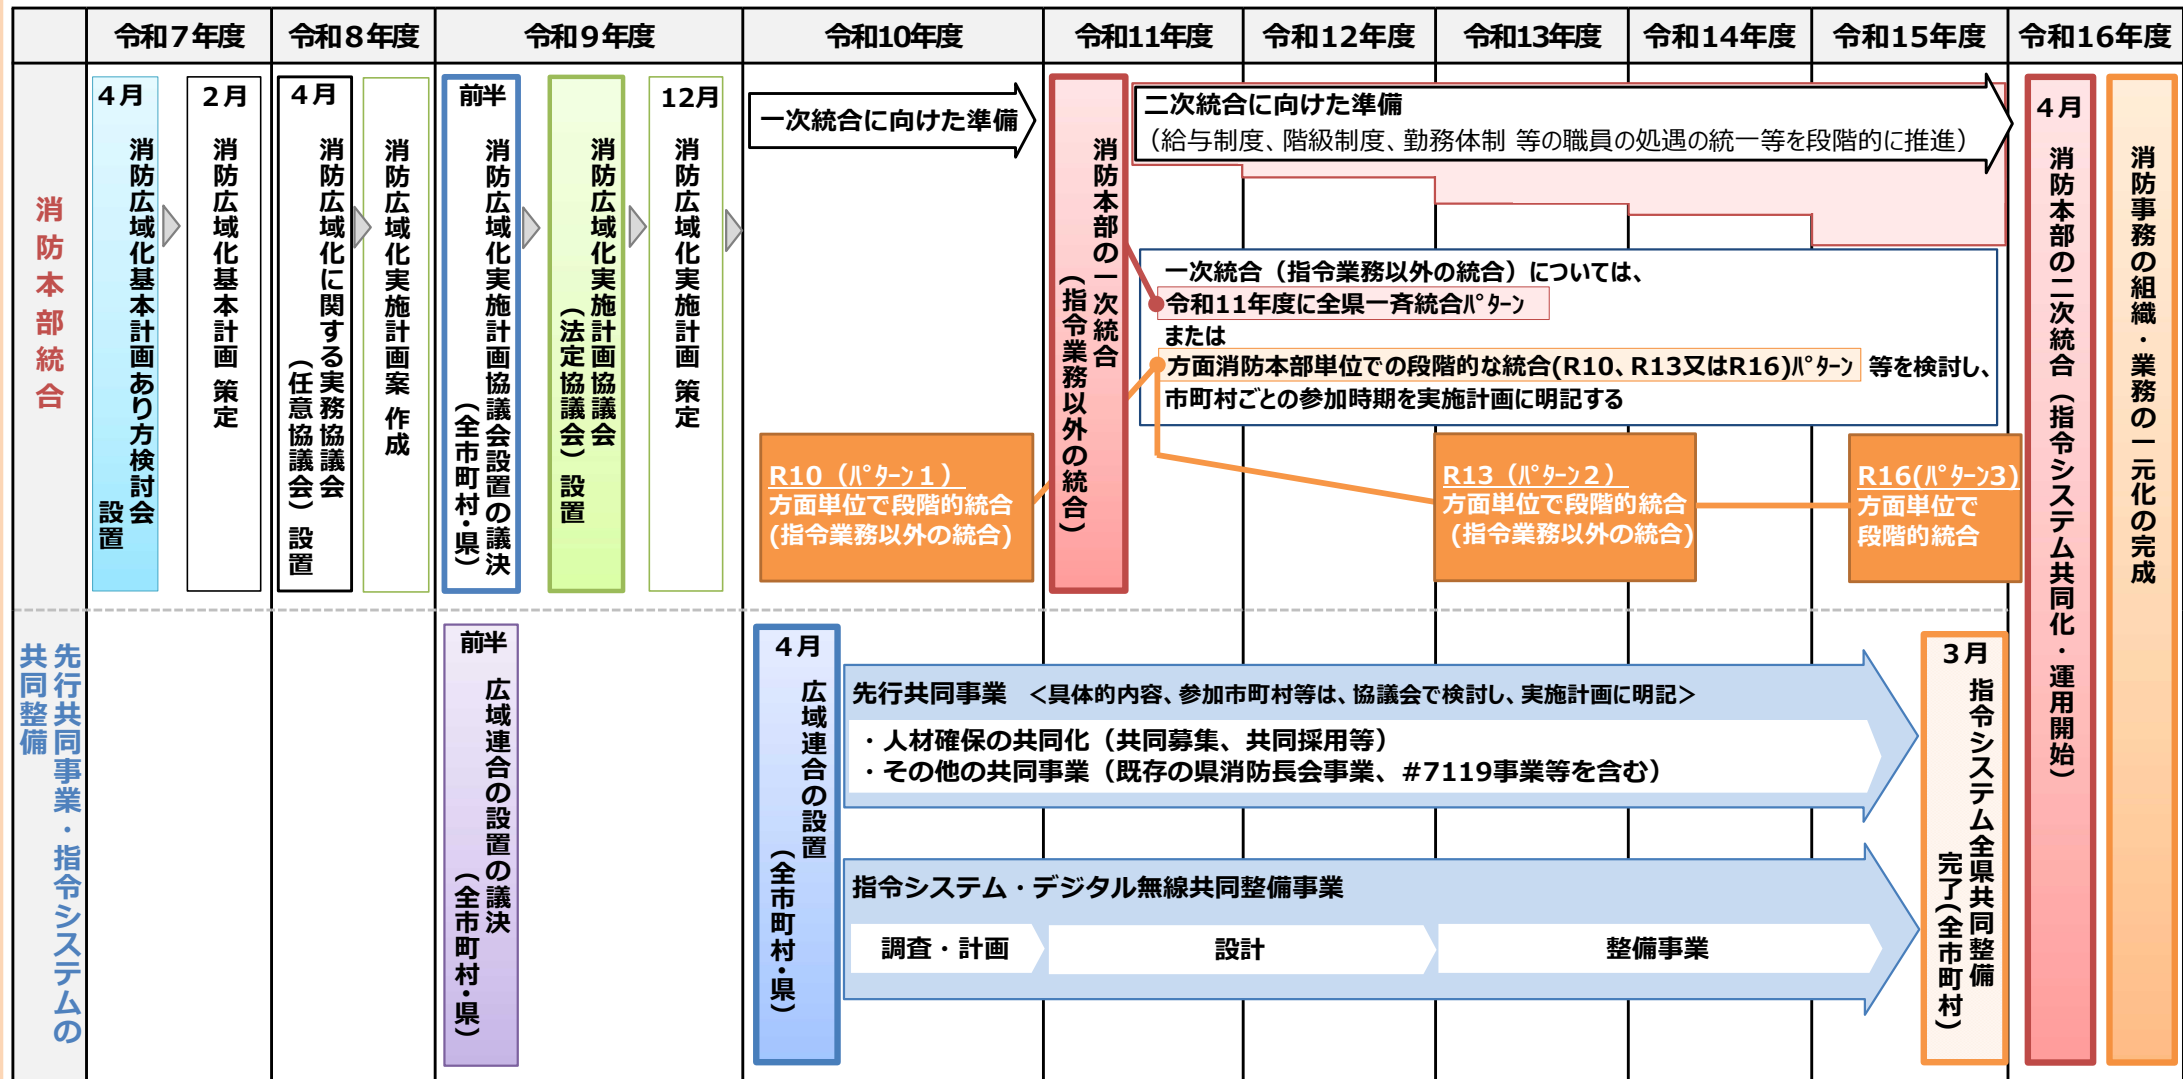 令和７年度
令和８年度
令和９年度
令和10年度
令和11年度
令和12年度
令和13年度
令和14年度
令和15年度
令和16年度
消防本部統合
４月
消防広域化基本計画あり方検討会
設置
２月
消防広域化基本計画 策定
４月
消防広域化に関する実務協議会
（任意協議会）設置
消防広域化実施計画案 作成
前半
消防広域化実施計画協議会設置の議決
（全市町村・県）
消防広域化実施計画協議会
（法定協議会）設置
12月
消防広域化実施計画 策定
一次統合に向けた準備
消防本部の一次統合
（指令業務以外の統合）
二次統合に向けた準備
（給与制度、階級制度、勤務体制 等の職員の処遇の統一等を段階的に推進）
一次統合（指令業務以外の統合）については、
令和11年度に全県一斉統合ﾊﾟﾀｰﾝ
または
方面消防本部単位での段階的な統合(R10、R13又はR16)ﾊﾟﾀｰﾝ 等を検討し、
市町村ごとの参加時期を実施計画に明記する
R10（ﾊﾟﾀｰﾝ１）
方面単位で段階的統合
(指令業務以外の統合)
R13（ﾊﾟﾀｰﾝ２）
方面単位で段階的統合
(指令業務以外の統合)
R16(ﾊﾟﾀｰﾝ3)
方面単位で
段階的統合
４月
消防本部の二次統合（指令システム共同化・運用開始）
消防事務の組織・業務の一元化の完成
先行共同事業・指令システムの
共同整備
前半
広域連合の設置の議決
（全市町村・県）
４月
広域連合の設置
（全市町村・県）
先行共同事業　＜具体的内容、参加市町村等は、協議会で検討し、実施計画に明記＞
・人材確保の共同化（共同募集、共同採用等）
・その他の共同事業（既存の県消防長会事業、#7119事業等を含む）
指令システム・デジタル無線共同整備事業
調査・計画
設計
整備事業
３月
指令システム全県共同整備
完了(全市町村)